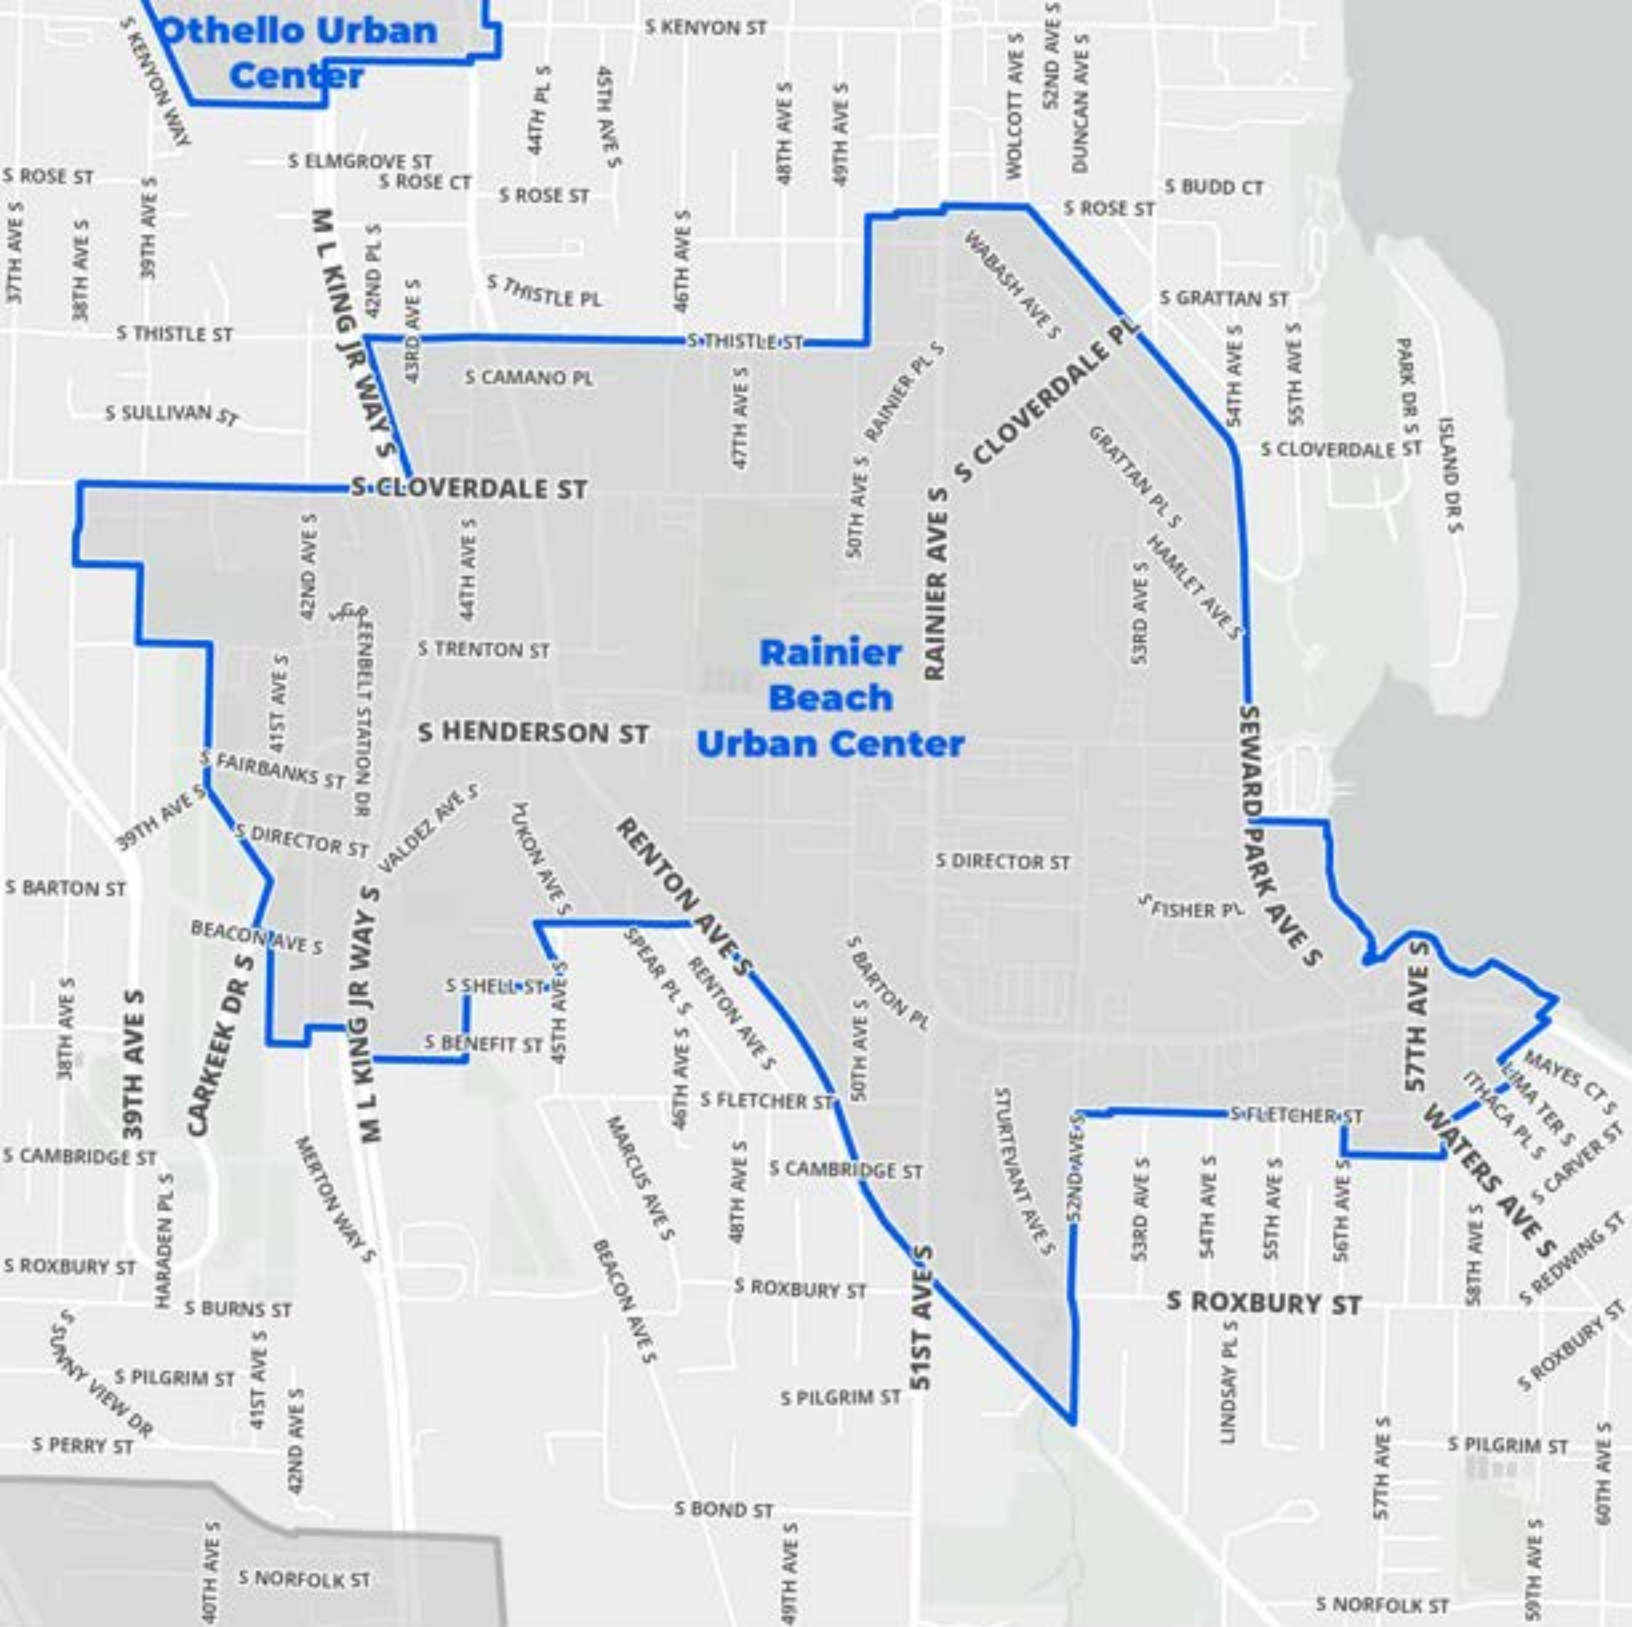 Othello Urban
Center
S KENYON ST
S KENYON WAY
44TH PL S
45TH AVE S
48TH AVE S
49TH AVE S
WOLCOTT AVE S
52ND AVE S
DUNCAN AVE S
S ELMGROVE ST
S ROSE ST
S ROSE CT
S ROSE ST
S BUDD CT
S ROSE ST
37TH AVE S
38TH AVE S
39TH AVE S
M L KING JR WAY S
42ND PL S
43RD AVE S
46TH AVE S
S THISTLE PL
WABASH AVE S
S GRATTAN ST
S THISTLE ST
S THISTLE ST
S CAMANO PL
47TH AVE S
RAINIER PL S
S CLOVERDALE PL
54TH AVE S
55TH AVE S
PARK DR S
ISLAND DR S
S SULLIVAN ST
S CLOVERDALE ST
S CLOVERDALE ST
50TH AVE S
RAINIER AVE S
GRATTAN PL S
HAMLET AVE S
53RD AVE S
42ND AVE S
44TH AVE S
S TRENTON ST
41ST AVE S
Rainier
Beach
Urban Center
S HENDERSON ST
SEWARD PARK AVE S
S FAIRBANKS ST
39TH AVE S
S DIRECTOR ST
VALDEZ AVE S
YUKON AVE S
RENTON AVE S
S DIRECTOR ST
S BARTON ST
S FISHER PL
BEACON AVE S
M L KING JR WAY S
SPEAR PL S
RENTON AVE S
S BARTON PL
57TH AVE S
38TH AVE S
39TH AVE S
CARKEEK DR S
S SHELL ST
45TH AVE S
S BENEFIT ST
46TH AVE S
50TH AVE S
MAYES CT S
LIMA TER S
ITHACA PL S
S CARVER ST
WATERS AVE S
S FLETCHER ST
S FLETCHER ST
STURTEVANT AVE S
52ND AVE S
S CAMBRIDGE ST
MERTON WAY S
MARCUS AVE S
48TH AVE S
S CAMBRIDGE ST
53RD AVE S
54TH AVE S
55TH AVE S
56TH AVE S
58TH AVE S
HARADEN PL S
S ROXBURY ST
BEACON AVE S
S ROXBURY ST
51ST AVE S
S ROXBURY ST
S REDWING ST
S ROXBURY ST
S BURNS ST
SUNNY VIEW DR
41ST AVE S
42ND AVE S
S PILGRIM ST
S PILGRIM ST
LINDSAY PL S
S PERRY ST
57TH AVE S
S PILGRIM ST
60TH AVE S
S BOND ST
40TH AVE S
49TH AVE S
59TH AVE S
S NORFOLK ST
S NORFOLK ST